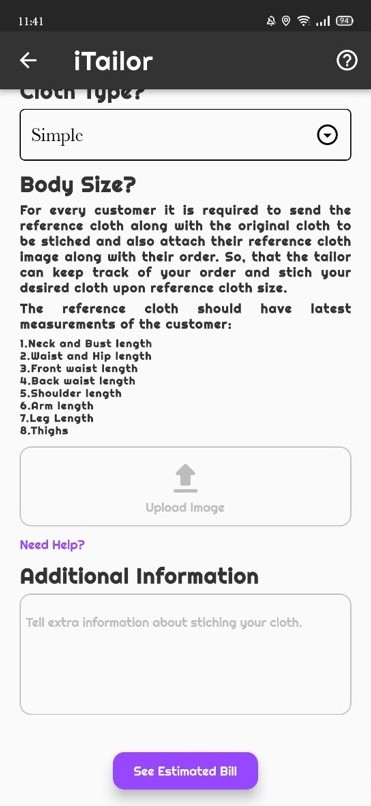 11:41
94
iTailor
Cloth Type?
Simple
Body Size?
For every customer it is required to send the
reference cloth along with the original cloth to
be stiched and also attach their reference cloth
image along with their order. So, that the tailor
can keep track of your order and stich your
desired cloth upon reference cloth size.
The reference cloth should have latest
measurements of the customer:
1.Neck and Bust length
2.Waist and Hip length
3.Front waist length
4.Back waist length
5.Shoulder length
6.Arm length
7.Leg Length
8.Thighs
Upload Image
Need Help?
Additional Information
Tell extra information about stiching your cloth.
See Estimated Bill